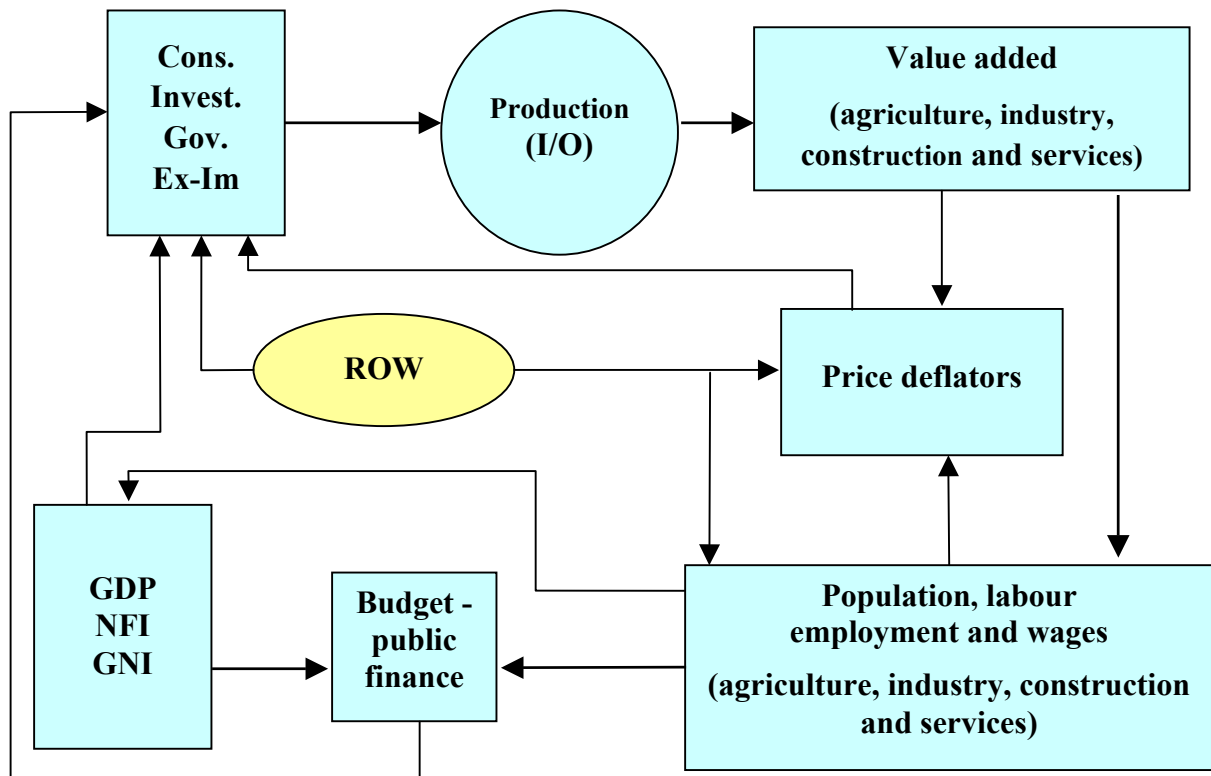 Cons.
Invest.
Gov.
Ex-Im
Production
(I/O)
Value added
(agriculture, industry,
construction and services)
ROW
Price deflators
GDP
NFI
GNI
Budget -
public
finance
Population, labour
employment and wages
(agriculture, industry, construction
and services)